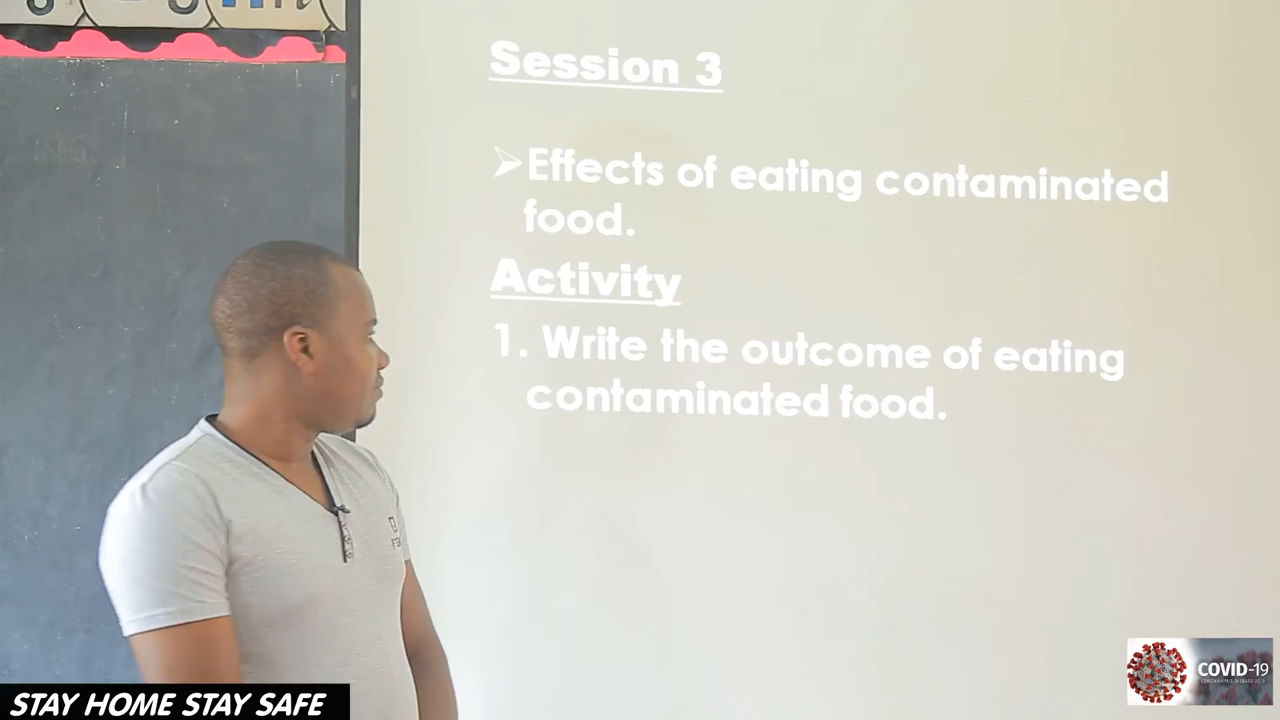 Session 3
➢Effects of eating contaminated
food.
Activity
1. Write the outcome of eating
contaminated food.
COVID-19
STAY HOME STAY SAFE